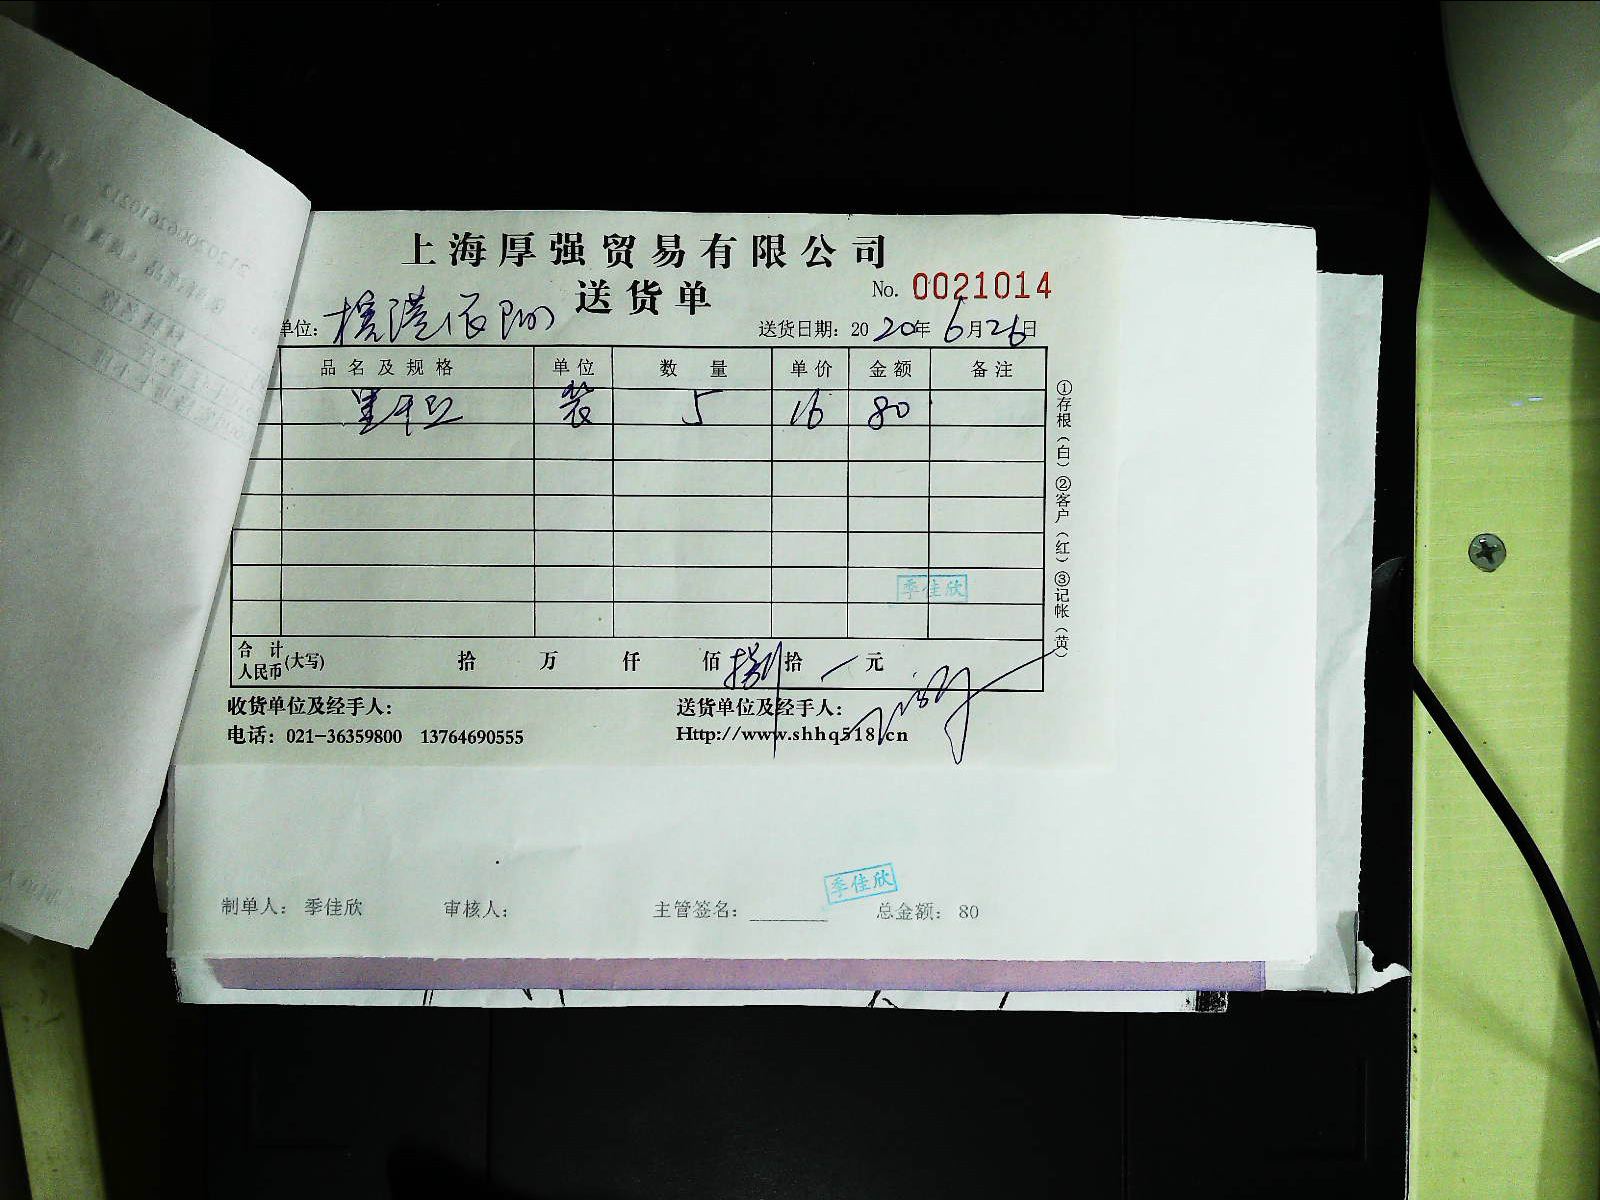 上海厚强贸易有限公司
送货单
No. 0021014
单位:
送货日期: 2020年6月26日
品名及规格 单位 数量 单价 金额 备注
5 16 80
季佳欣
合计人民币(大写) 拾 万 仟 佰 捌拾 元
收货单位及经手人:
送货单位及经手人:
电话: 021-36359800 13764690555
Http://www.shhq518.cn
①存根(白)②客户(红)③记帐(黄)
季佳欣
制单人: 季佳欣 审核人: 主管签名: 总金额: 80